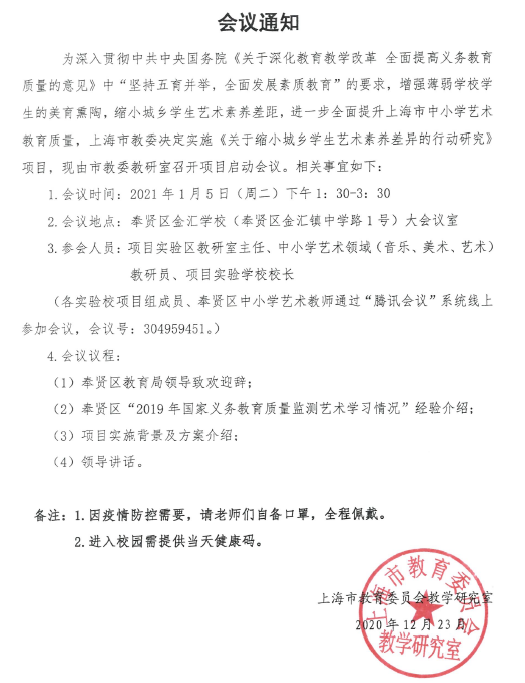 会议通知
为深入贯彻中共中央国务院《关于深化教育教学改革 全面提高义务教育
质量的意见》中“坚持五育并举，全面发展素质教育”的要求，增强薄弱学校学
生的美育熏陶，缩小城乡学生艺术素养差距，进一步全面提升上海市中小学艺术
教育质量，上海市教委决定实施《关于缩小城乡学生艺术素养差异的行动研究》
项目，现由市教委教研室召开项目启动会议。相关事宜如下：
1.会议时间：2021年1月5日（周二）下午1：30-3：30
2.会议地点：奉贤区金汇学校（奉贤区金汇镇中学路1号）大会议室
3.参会人员：项目实验区教研室主任、中小学艺术领域（音乐、美术、艺术）
教研员、项目实验学校校长
（各实验校项目组成员、奉贤区中小学艺术教师通过“腾讯会议”系统线上
参加会议，会议号：304959451。）
4.会议议程：
（1）奉贤区教育局领导致欢迎辞；
（2）奉贤区“2019年国家义务教育质量监测艺术学习情况”经验介绍；
（3）项目实施背景及方案介绍；
（4）领导讲话。
备注：1.因疫情防控需要，请老师们自备口罩，全程佩戴。
2.进入校园需提供当天健康码。
上海市教育委员会教学研究室
2020年12月23日
上海市教育委员会
教学研究室